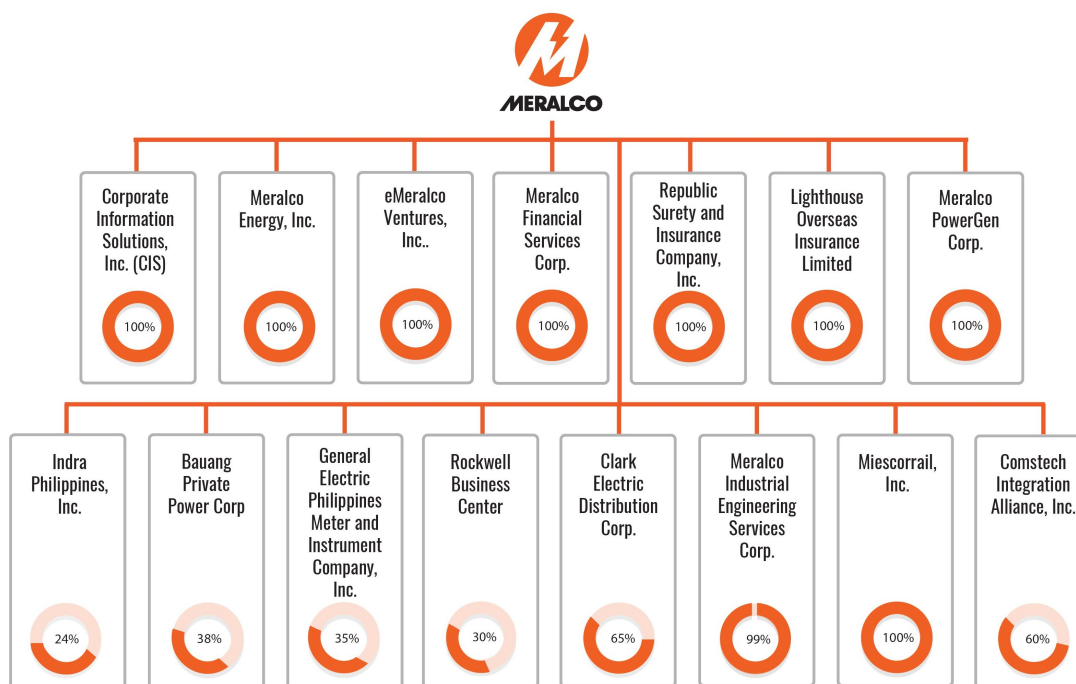 MERALCO
Corporate
Information
Solutions,
Inc. (CIS)
100%
Meralco
Energy, Inc.
100%
eMeralco
Ventures,
Inc..
100%
Meralco
Financial
Services
Corp.
100%
Republic
Surety and
Insurance
Company,
Inc.
100%
Lighthouse
Overseas
Insurance
Limited
100%
Meralco
PowerGen
Corp.
100%
Indra
Philippines,
Inc.
24%
Bauang
Private
Power Corp
38%
General
Electric
Philippines
Meter and
Instrument
Company,
Inc.
35%
Rockwell
Business
Center
30%
Clark
Electric
Distribution
Corp.
65%
Meralco
Industrial
Engineering
Services
Corp.
99%
Miescorrail,
Inc.
100%
Comstech
Integration
Alliance, Inc.
60%